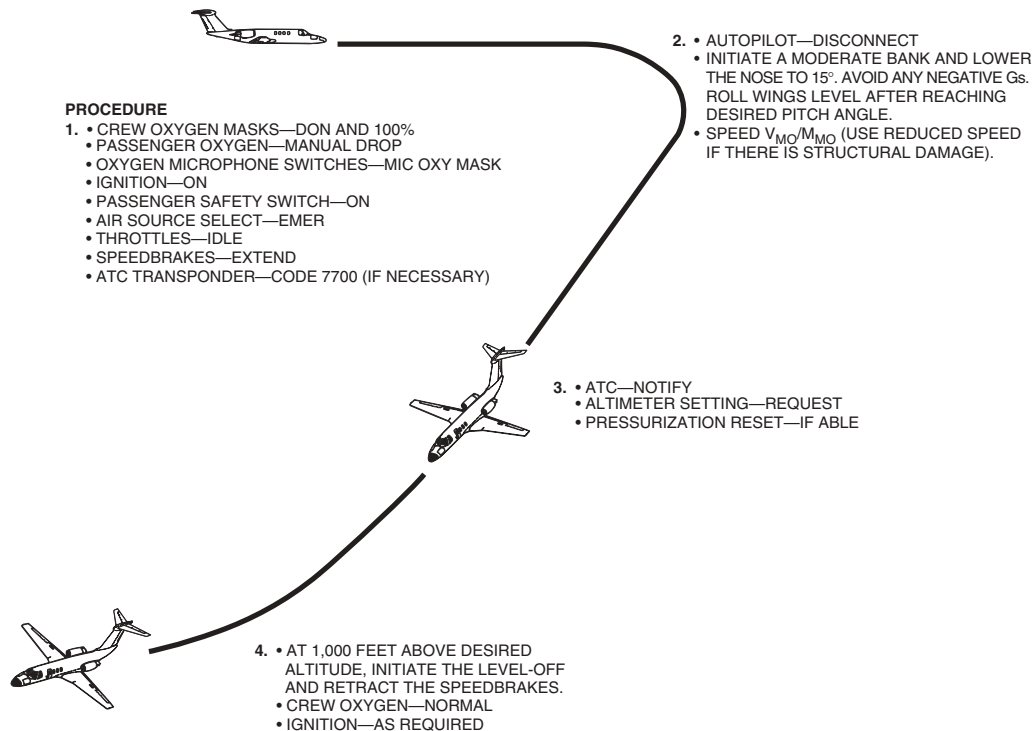 PROCEDURE
1. • CREW OXYGEN MASKS—DON AND 100%
• PASSENGER OXYGEN—MANUAL DROP
• OXYGEN MICROPHONE SWITCHES—MIC OXY MASK
• IGNITION—ON
• PASSENGER SAFETY SWITCH—ON
• AIR SOURCE SELECT—EMER
• THROTTLES—IDLE
• SPEEDBRAKES—EXTEND
• ATC TRANSPONDER—CODE 7700 (IF NECESSARY)
2. • AUTOPILOT—DISCONNECT
• INITIATE A MODERATE BANK AND LOWER
THE NOSE TO 15°. AVOID ANY NEGATIVE Gs.
ROLL WINGS LEVEL AFTER REACHING
DESIRED PITCH ANGLE.
• SPEED VMO/MMO (USE REDUCED SPEED
IF THERE IS STRUCTURAL DAMAGE).
3. • ATC—NOTIFY
• ALTIMETER SETTING—REQUEST
• PRESSURIZATION RESET—IF ABLE
4. • AT 1,000 FEET ABOVE DESIRED
ALTITUDE, INITIATE THE LEVEL-OFF
AND RETRACT THE SPEEDBRAKES.
• CREW OXYGEN—NORMAL
• IGNITION—AS REQUIRED